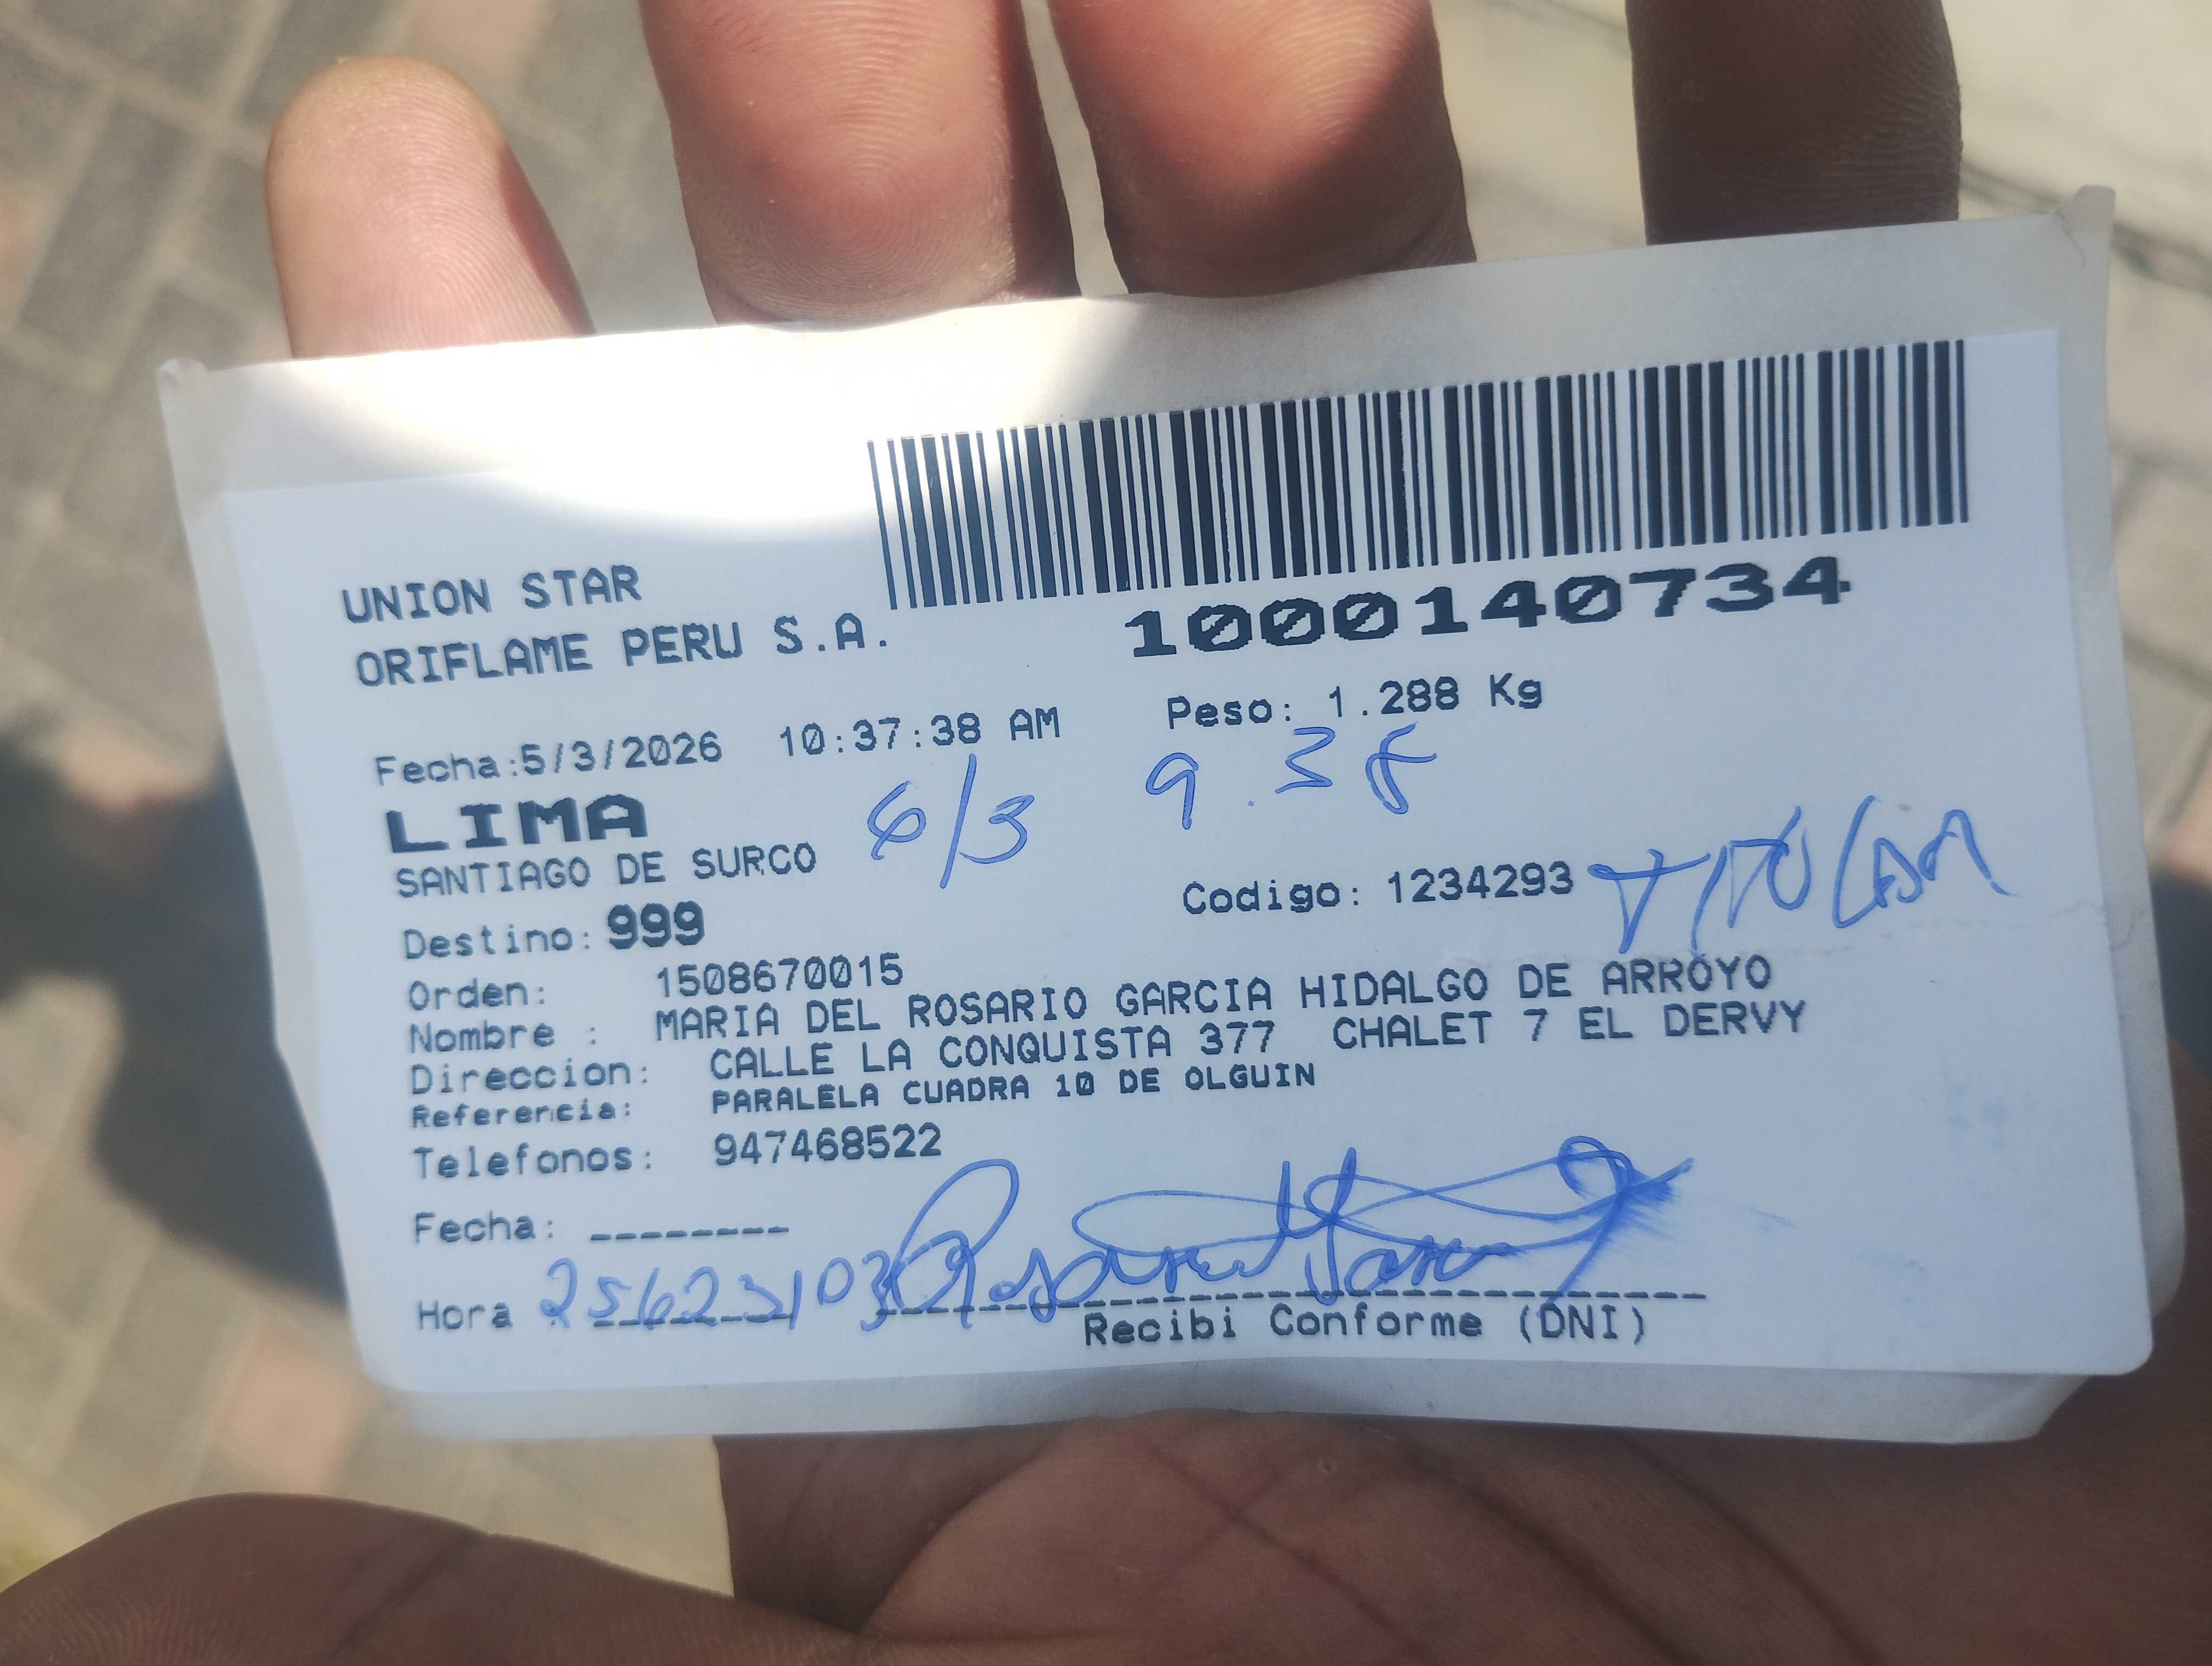 UNION STAR
ORIFLAME PERU S.A.
1000140734
Fecha:5/3/2026 10:37:38 AM Peso: 1.288 Kg
6/3 9.38
LIMA
SANTIAGO DE SURCO
Codigo: 1234293
Destino: 999
Orden: 1508670015
Nombre : MARIA DEL ROSARIO GARCIA HIDALGO DE ARROYO
Direccion: CALLE LA CONQUISTA 377 CHALET 7 EL DERVY
Referencia: PARALELA CUADRA 10 DE OLGUIN
Telefonos: 947468522
Fecha: --------
Hora : 25623103
Recibi Conforme (DNI)